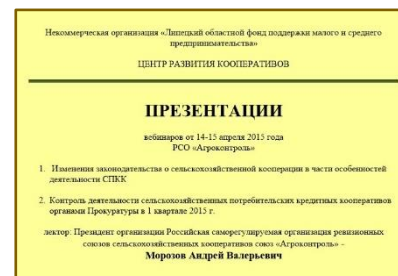 Некоммерческая организация «Липецкий областной фонд поддержки малого и среднего
предпринимательства»
ЦЕНТР РАЗВИТИЯ КООПЕРАТИВОВ
ПРЕЗЕНТАЦИИ
вебинаров от 14-15 апреля 2015 года
РСО «Агроконтроль»
1. Изменения законодательства о сельскохозяйственной кооперации в части особенностей
деятельности СПКК
2. Контроль деятельности сельскохозяйственных потребительских кредитных кооперативов
органами Прокуратуры в 1 квартале 2015 г.
лектор: Президент организации Российская саморегулируемая организация ревизионных
союзов сельскохозяйственных кооперативов союз «Агроконтроль» -
Морозов Андрей Валерьевич